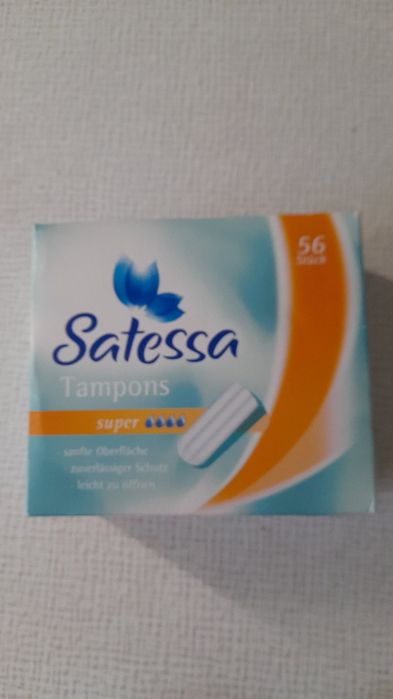 56
Stück
Satessa
Tampons
super
- sanfte Oberfläche
- zuverlässiger Schutz
- leicht zu öffnen